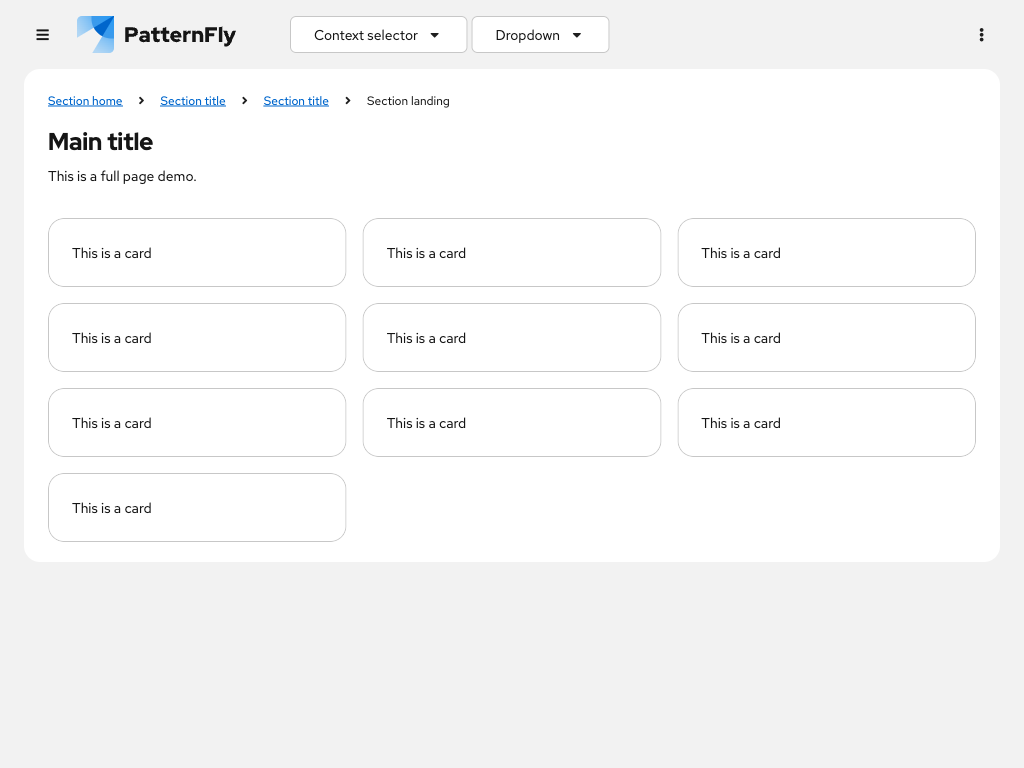 PatternFly Context selector Dropdown
Section home Section title Section title Section landing
Main title
This is a full page demo.
This is a card This is a card This is a card
This is a card This is a card This is a card
This is a card This is a card This is a card
This is a card